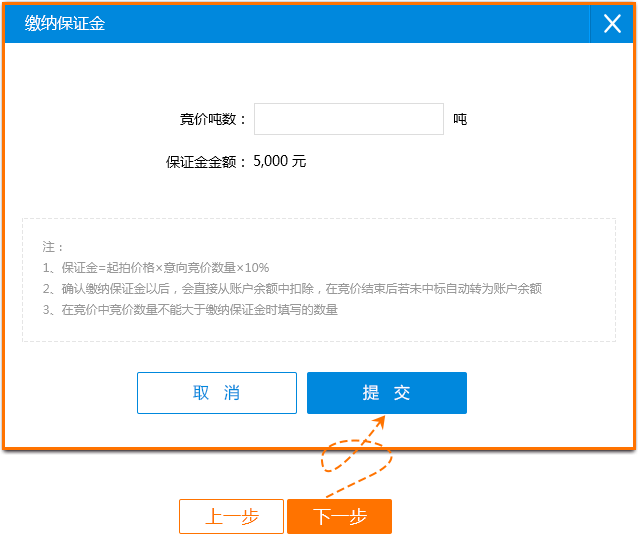 缴纳保证金
竞价吨数： 吨
保证金金额：5,000 元
注：
1、保证金=起拍价格×意向竞价数量×10%
2、确认缴纳保证金以后，会直接从账户余额中扣除，在竞价结束后若未中标自动转为账户余额
3、在竞价中竞价数量不能大于缴纳保证金时填写的数量
取 消 提 交
上一步 下一步